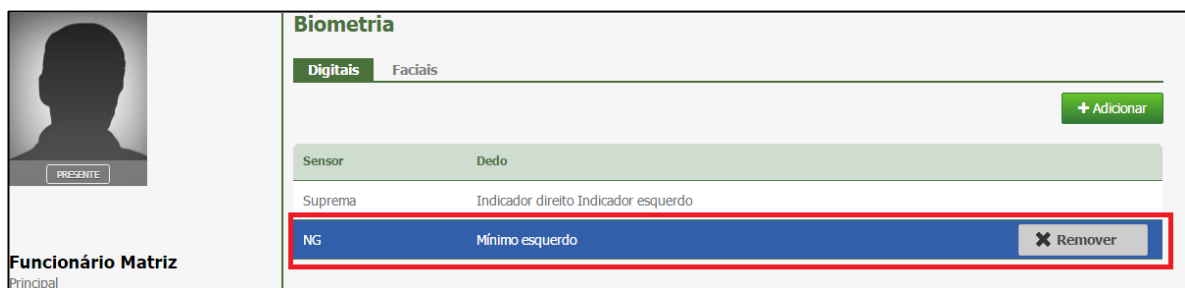 Biometria
Digitais Faciais
+ Adicionar
PRESENTE
Sensor Dedo
Suprema Indicador direito Indicador esquerdo
NG Mínimo esquerdo Remover
Funcionário Matriz
Principal